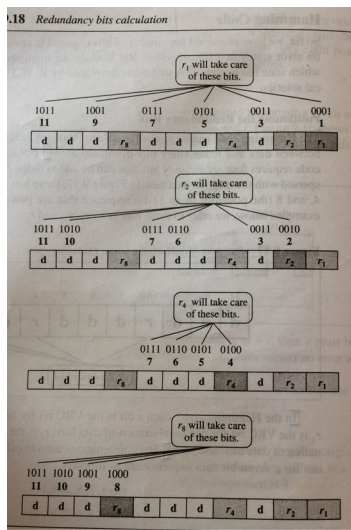 9.18 Redundancy bits calculation
r1 will take care
of these bits.
1011 1001 0111 0101 0011 0001
11 9 7 5 3 1
d d d r8 d d d r4 d r2 r1
r2 will take care
of these bits.
1011 1010 0111 0110 0011 0010
11 10 7 6 3 2
d d d r8 d d d r4 d r2 r1
r4 will take care
of these bits.
0111 0110 0101 0100
7 6 5 4
d d d r8 d d d r4 d r2 r1
r8 will take care
of these bits.
1011 1010 1001 1000
11 10 9 8
d d d r8 d d d r4 d r2 r1